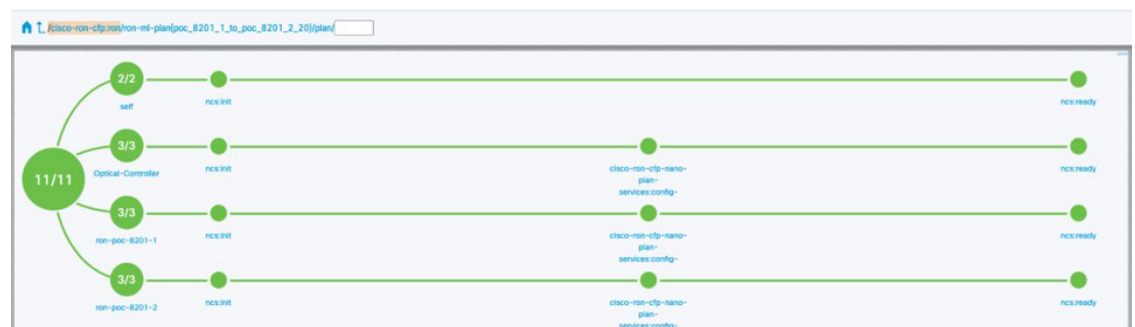 /cisco-ron-cfp:ron/ron-ml-plan{poc_8201_1_to_poc_8201_2_20}/plan/
2/2
self
ncs:init
ncs:ready
3/3
Optical-Controller
ncs:init
cisco-ron-cfp-nano-
plan-
services:config-
ncs:ready
11/11
3/3
ron-poc-8201-1
ncs:init
cisco-ron-cfp-nano-
plan-
services:config-
ncs:ready
3/3
ron-poc-8201-2
ncs:init
cisco-ron-cfp-nano-
plan-
services:config-
ncs:ready